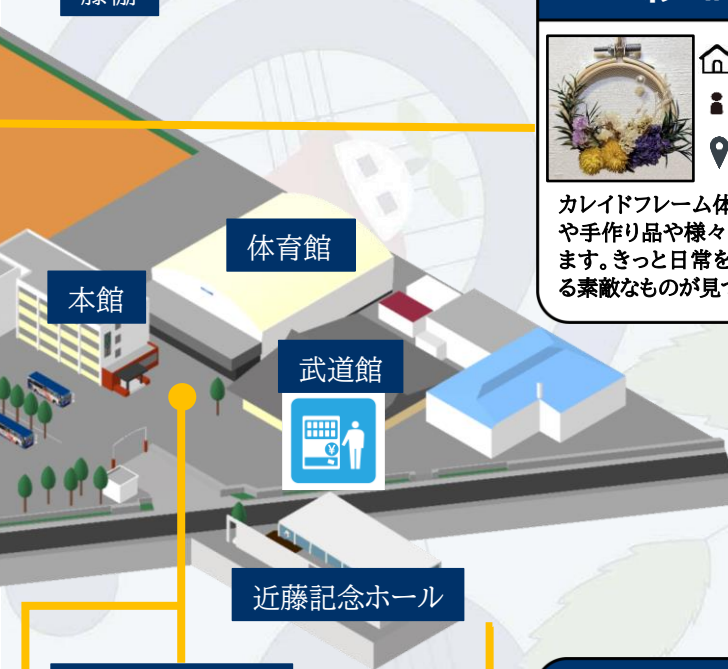 カレイドフレーム体
や手作り品や様々
ます。きっと日常を
る素敵なものが見つ
体育館
本館
武道館
¥
近藤記念ホール